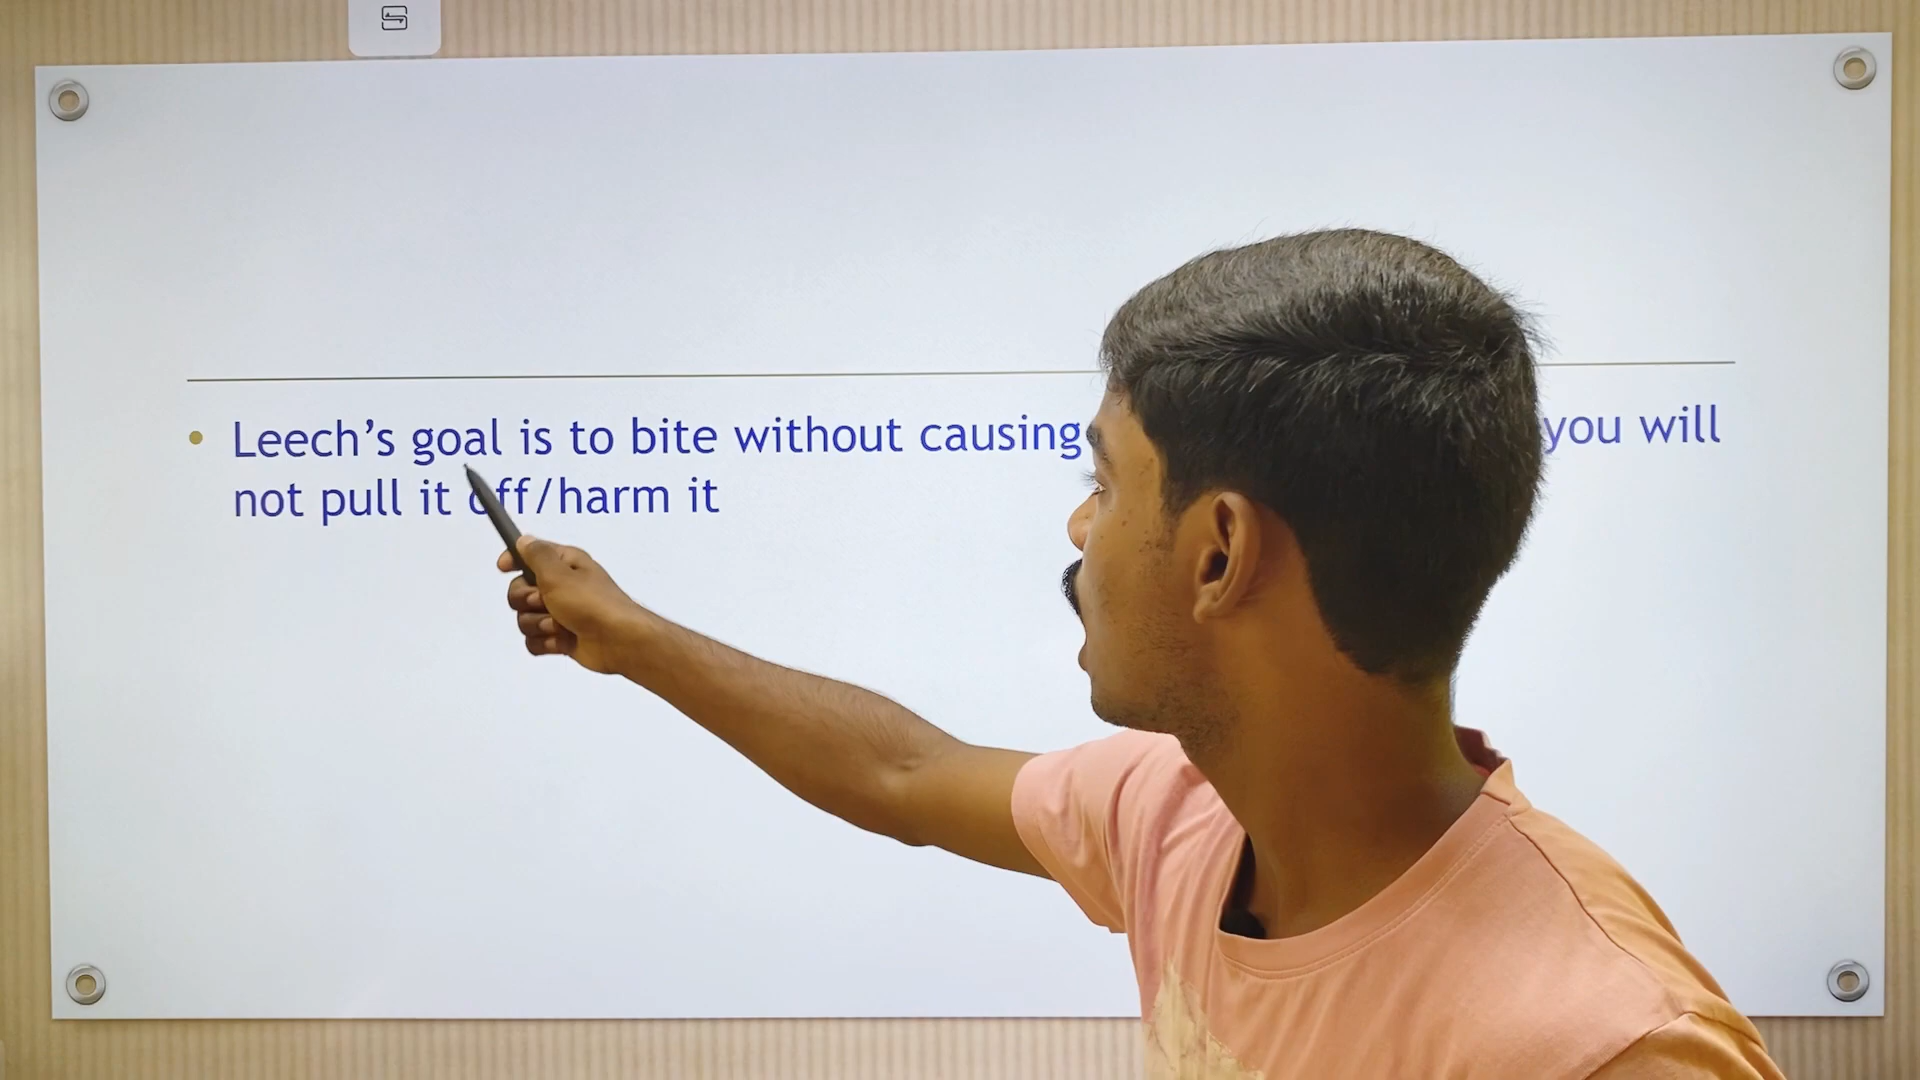 Leech’s goal is to bite without causing you will
not pull it off/harm it